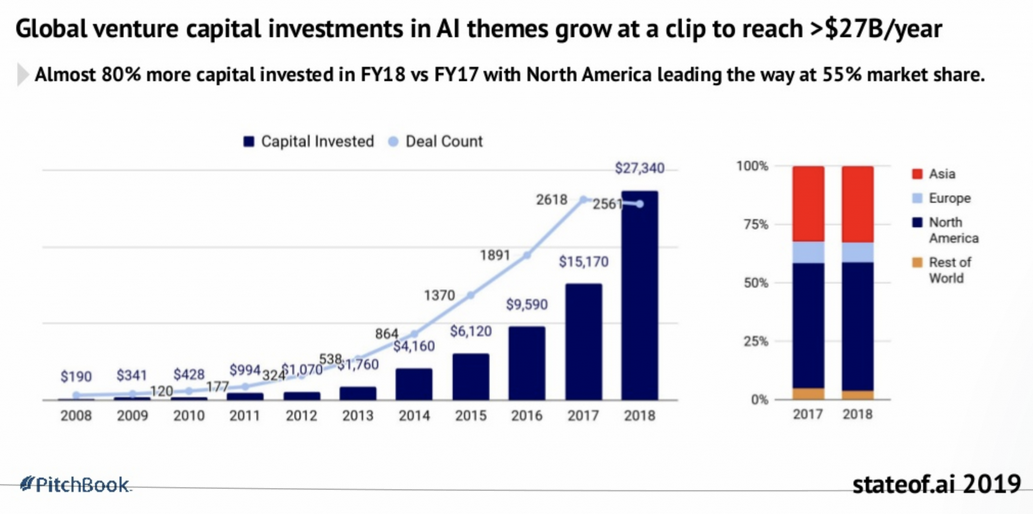 Global venture capital investments in AI themes grow at a clip to reach >$27B/year
Almost 80% more capital invested in FY18 vs FY17 with North America leading the way at 55% market share.
Capital Invested Deal Count
$27,340
2618
2561
1891
$15,170
1370
$9,590
864
$6,120
$4,160
538
$1,760
$190
$341
$428
$994
324
$1,070
120
177
2008 2009 2010 2011 2012 2013 2014 2015 2016 2017 2018
100%
75%
50%
25%
0%
2017 2018
Asia
Europe
North
America
Rest of
World
PitchBook
stateof.ai 2019